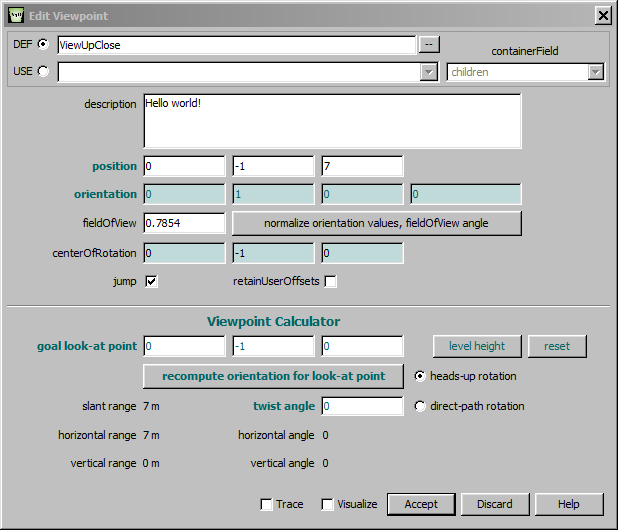 Edit Viewpoint
DEF ViewUpClose --
containerField
USE children
description Hello world!
position 0 -1 7
orientation 0 1 0 0
fieldOfView 0.7854 normalize orientation values, fieldOfView angle
centerOfRotation 0 -1 0
jump retainUserOffsets
Viewpoint Calculator
goal look-at point 0 -1 0 level height reset
recompute orientation for look-at point heads-up rotation
slant range 7 m twist angle 0 direct-path rotation
horizontal range 7 m horizontal angle 0
vertical range 0 m vertical angle 0
Trace Visualize Accept Discard Help